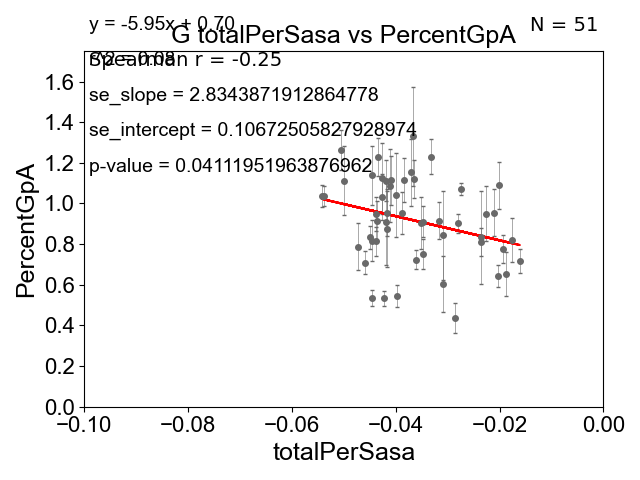 y = -5.95x + 0.70
N = 51
G totalPerSasa vs PercentGpA
Spearman r = -0.25
se_slope = 2.8343871912864778
se_intercept = 0.10672505827928974
p-value = 0.04111951963876962
PercentGpA
1.6
1.4
1.2
1.0
0.8
0.6
0.4
0.2
0.0
−0.10
−0.08
−0.06
−0.04
−0.02
0.00
totalPerSasa